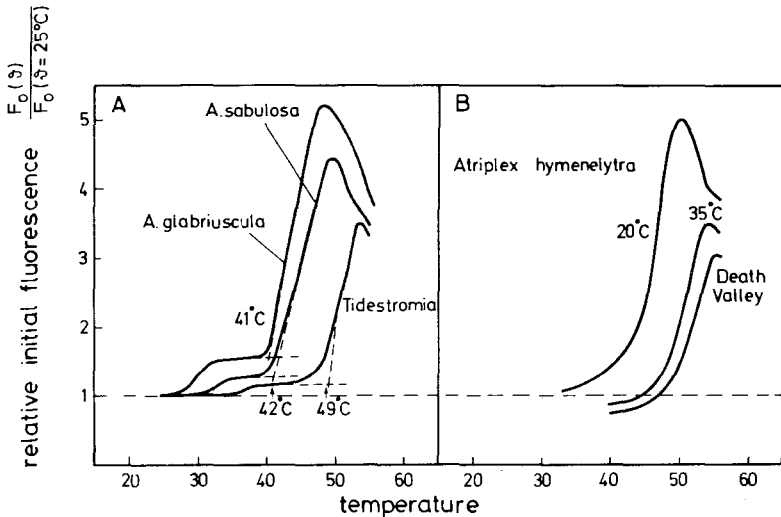 F₀(ϑ)
F₀(ϑ=25°C)
relative initial fluorescence
A
A. sabulosa
A. glabriuscula
41°C
Tidestromia
42°C
49°C
B
Atriplex hymenelytra
20°C
35°C
Death
Valley
5
4
3
2
1
20 30 40 50 60
20 30 40 50 60
temperature